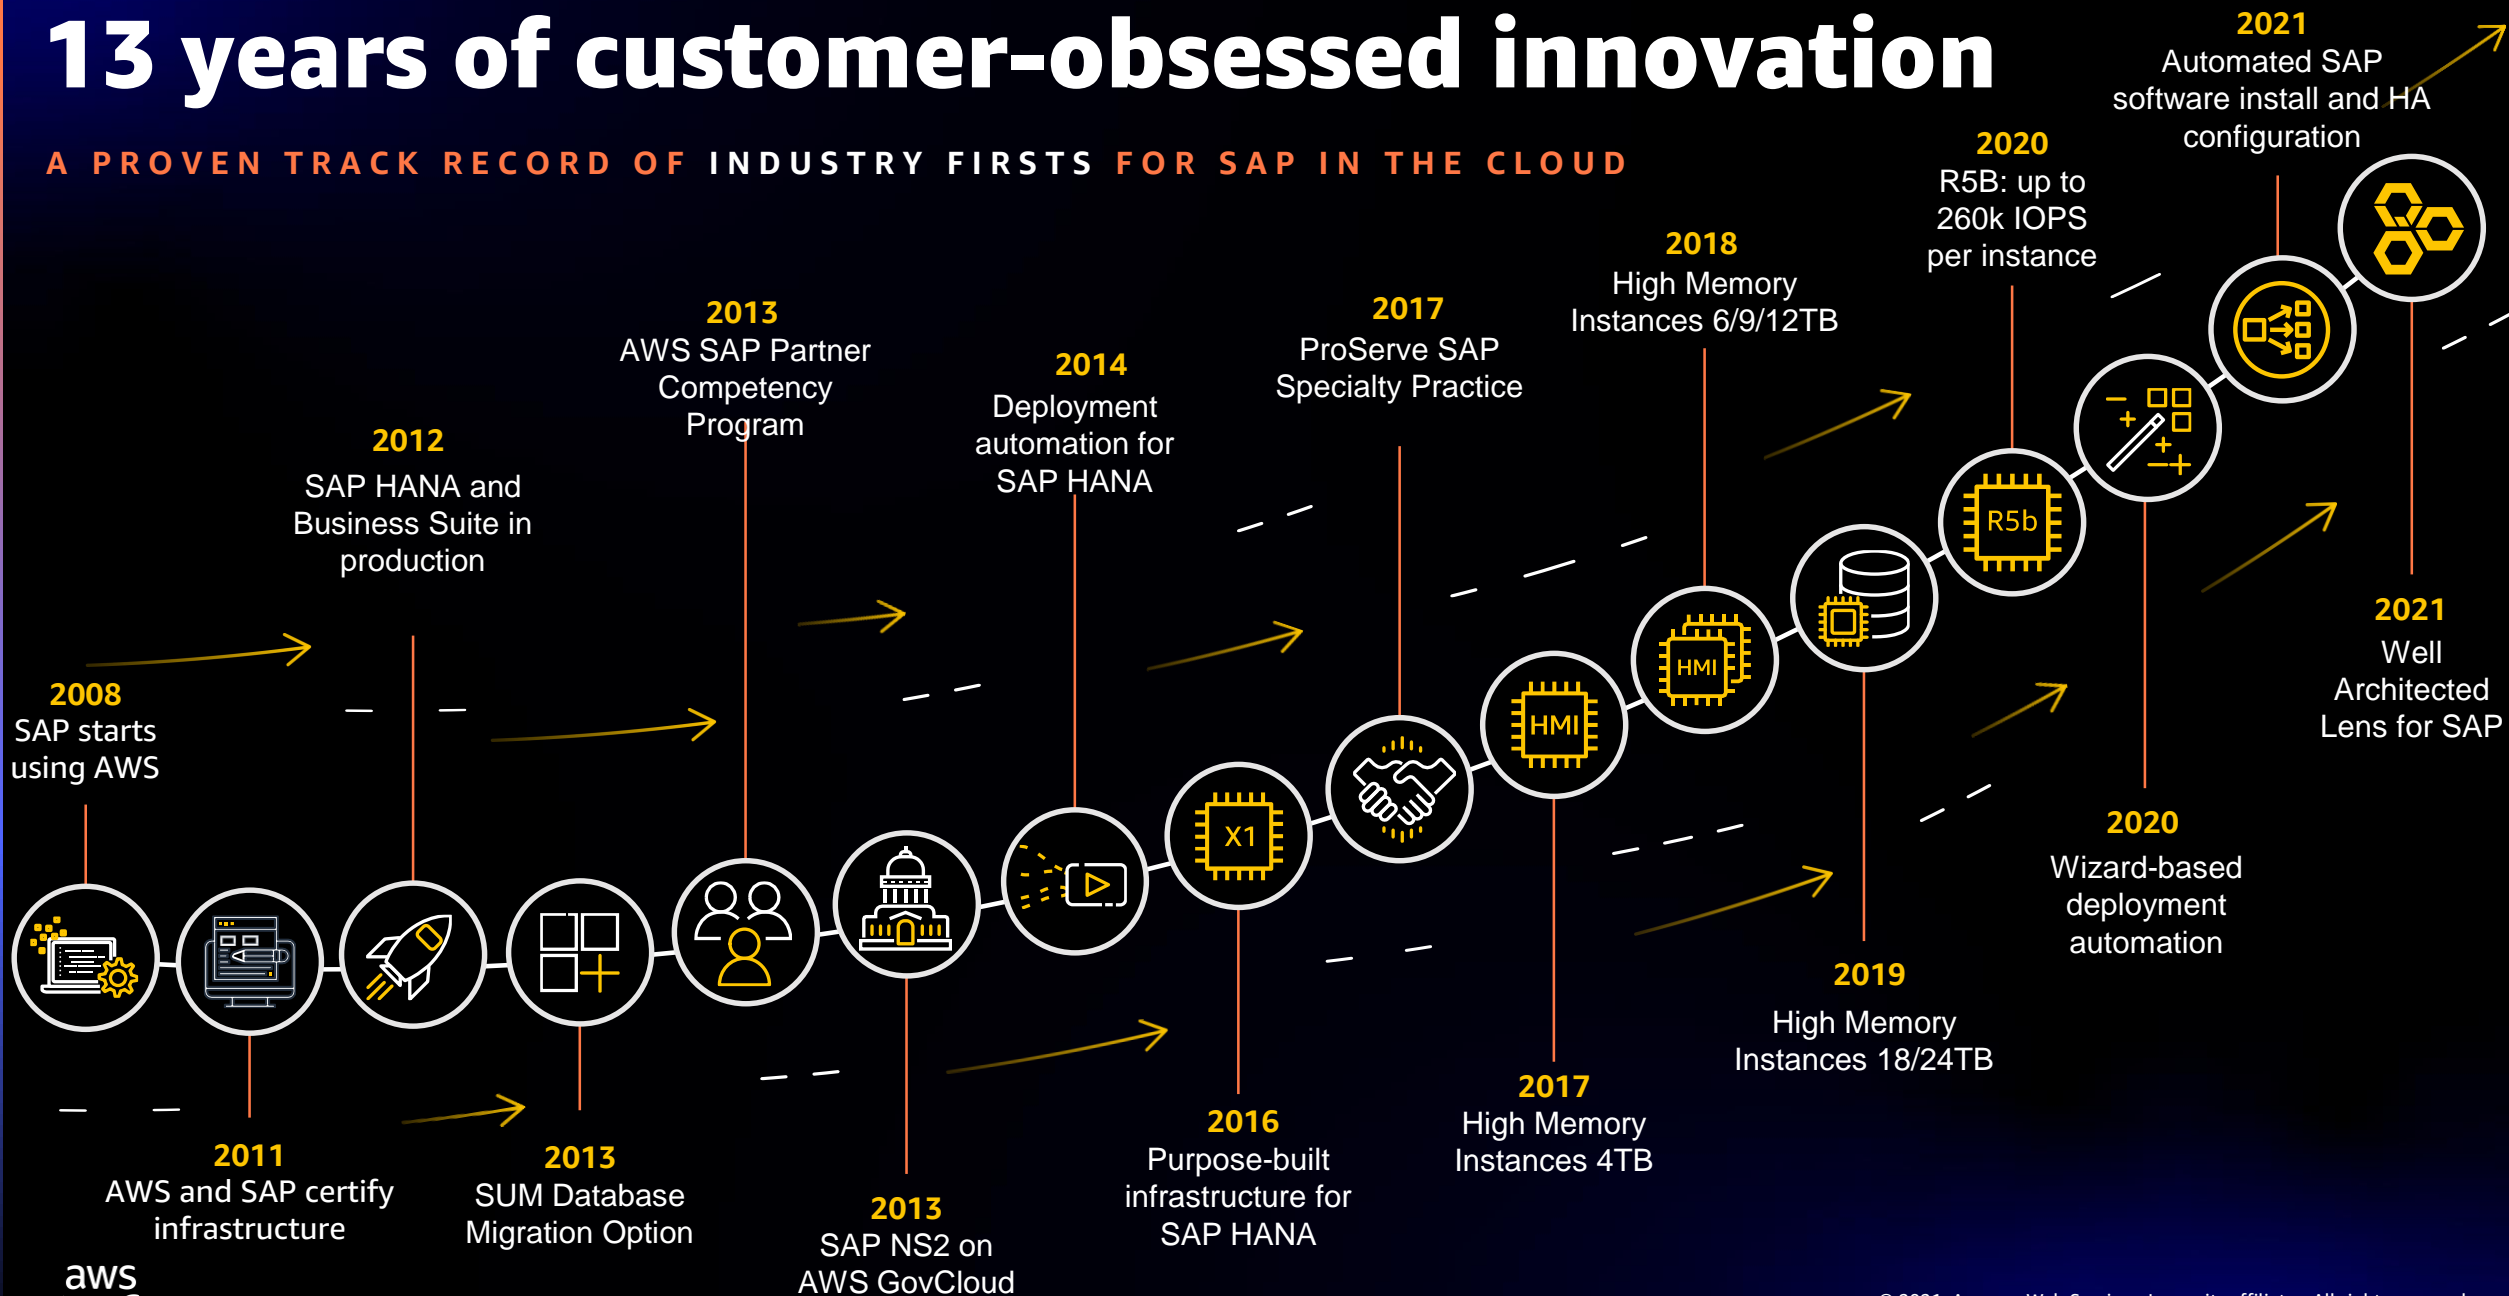 13 years of customer-obsessed innovation
A PROVEN TRACK RECORD OF INDUSTRY FIRSTS FOR SAP IN THE CLOUD
2008
SAP starts
using AWS
2011
AWS and SAP certify
infrastructure
2012
SAP HANA and
Business Suite in
production
2013
SUM Database
Migration Option
2013
AWS SAP Partner
Competency
Program
2013
SAP NS2 on
AWS GovCloud
2014
Deployment
automation for
SAP HANA
X1
2016
Purpose-built
infrastructure for
SAP HANA
2017
ProServe SAP
Specialty Practice
HMI
2017
High Memory
Instances 4TB
2018
High Memory
Instances 6/9/12TB
HMI
2019
High Memory
Instances 18/24TB
2020
R5B: up to
260k IOPS
per instance
R5b
2020
Wizard-based
deployment
automation
2021
Automated SAP
software install and HA
configuration
2021
Well
Architected
Lens for SAP
aws